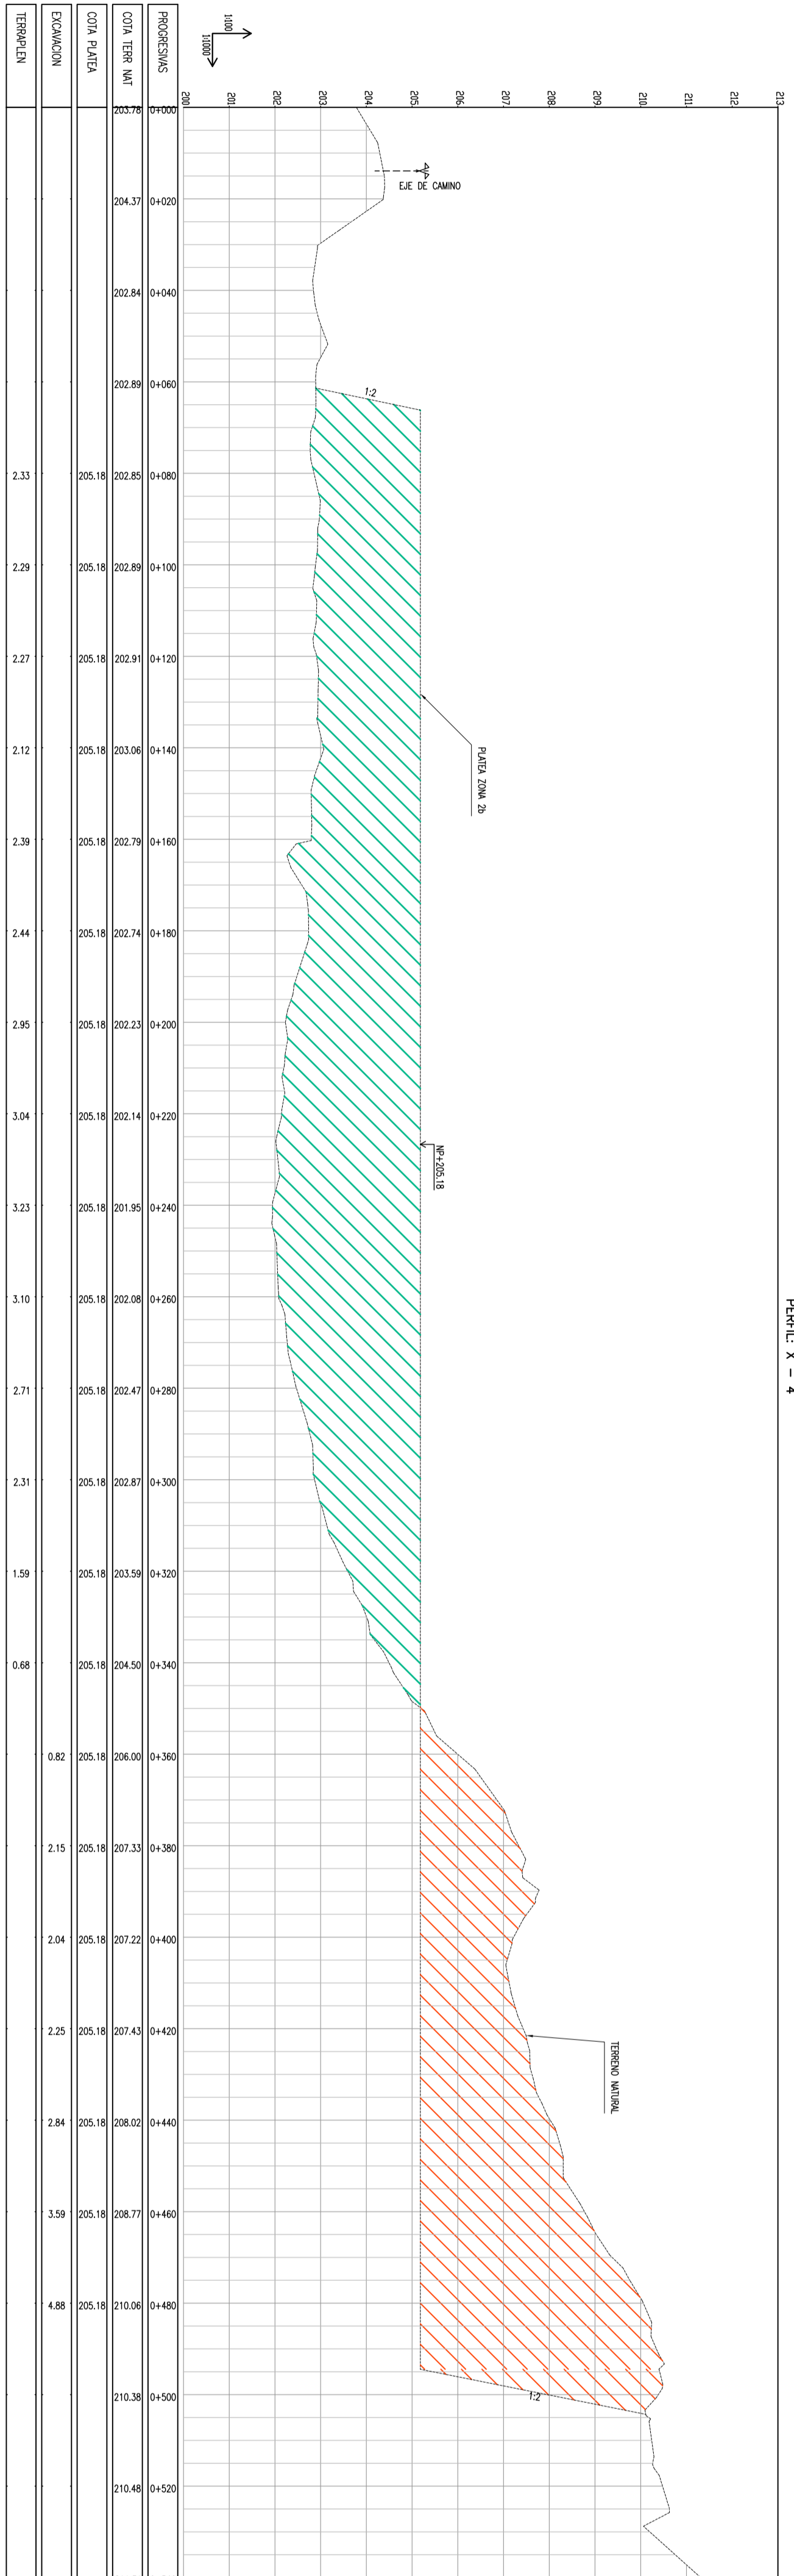 PERFIL: X - 4
213
212
211
210
209
208
207
206
205
204
203
202
201
200
EJE DE CAMINO
1:2
PLATEA ZONA 2b
NP+205.18
TERRENO NATURAL
1:2
1:100
1:1000
PROGRESIVAS 0+000 0+020 0+040 0+060 0+080 0+100 0+120 0+140 0+160 0+180 0+200 0+220 0+240 0+260 0+280 0+300 0+320 0+340 0+360 0+380 0+400 0+420 0+440 0+460 0+480 0+500 0+520
COTA TERR NAT 203.78 204.37 202.84 202.89 202.85 202.89 202.91 203.06 202.79 202.74 202.23 202.14 201.95 202.08 202.47 202.87 203.59 204.50 206.00 207.33 207.22 207.43 208.02 208.77 210.06 210.38 210.48
COTA PLATEA 205.18 205.18 205.18 205.18 205.18 205.18 205.18 205.18 205.18 205.18 205.18 205.18 205.18 205.18 205.18 205.18 205.18 205.18 205.18 205.18 205.18
EXCAVACION 0.82 2.15 2.04 2.25 2.84 3.59 4.88
TERRAPLEN 2.33 2.29 2.27 2.12 2.39 2.44 2.95 3.04 3.23 3.10 2.71 2.31 1.59 0.68